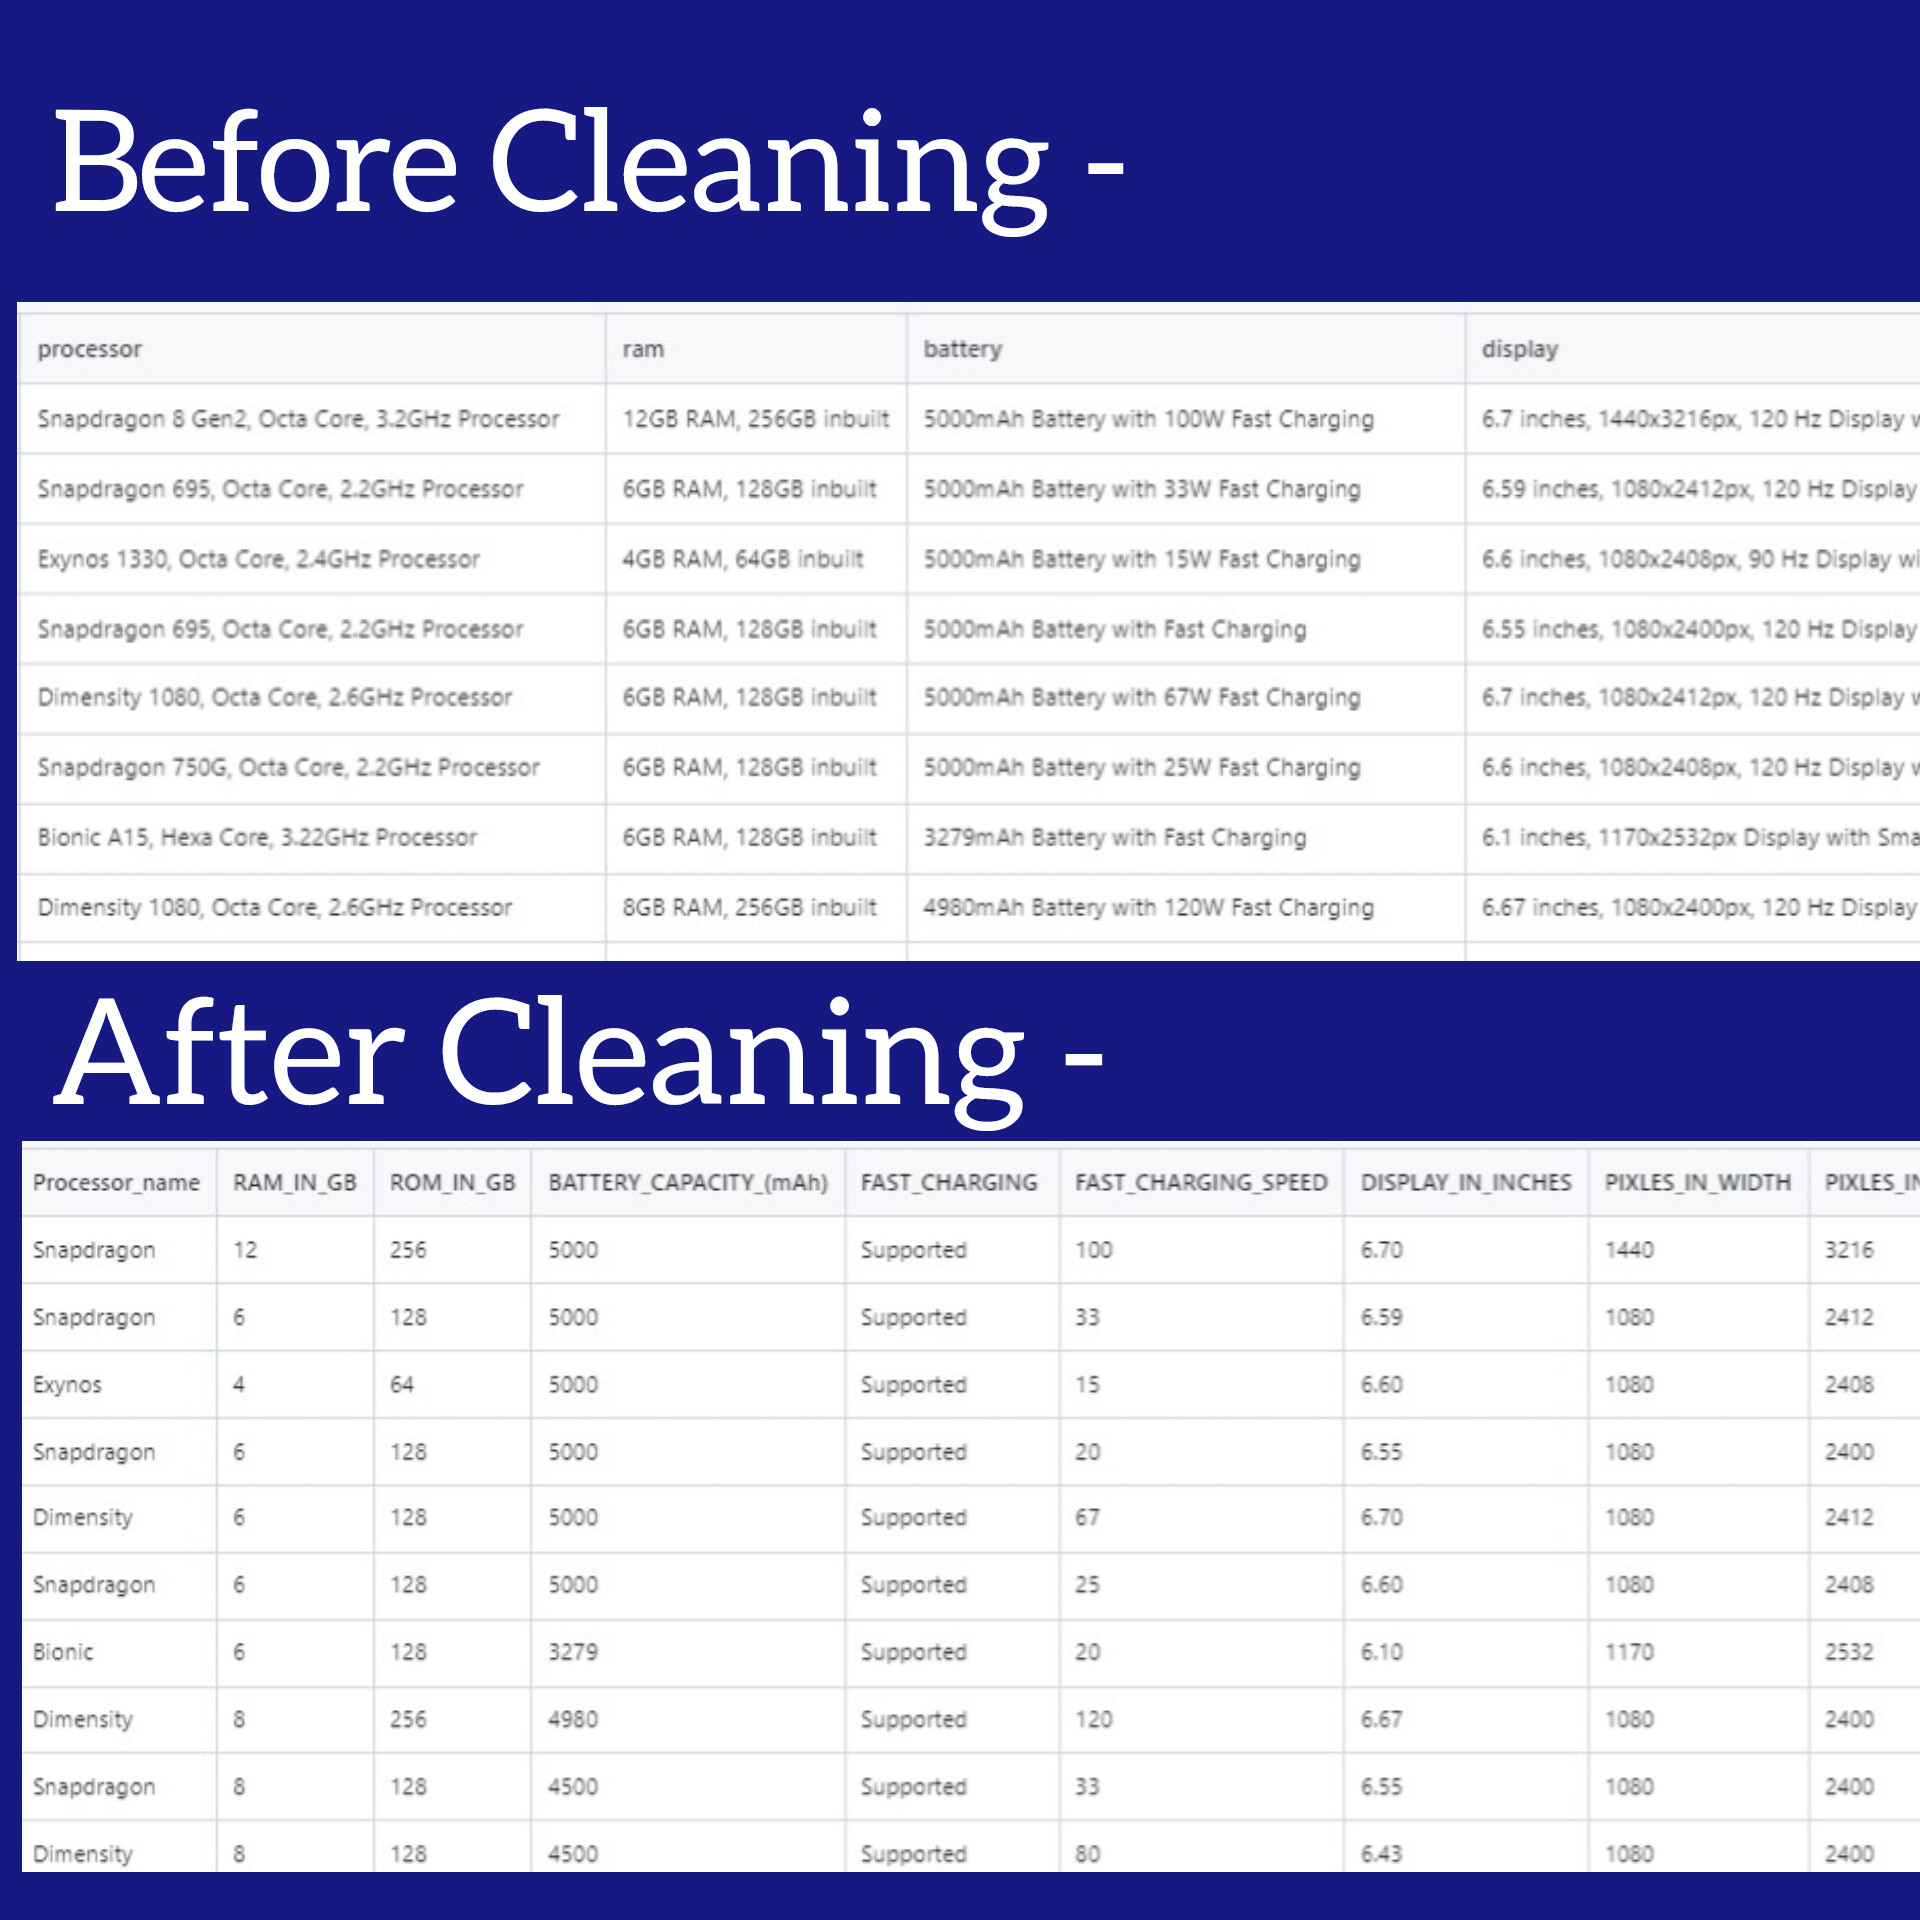 Before Cleaning -
processor ram battery display
Snapdragon 8 Gen2, Octa Core, 3.2GHz Processor 12GB RAM, 256GB inbuilt 5000mAh Battery with 100W Fast Charging 6.7 inches, 1440x3216px, 120 Hz Display
Snapdragon 695, Octa Core, 2.2GHz Processor 6GB RAM, 128GB inbuilt 5000mAh Battery with 33W Fast Charging 6.59 inches, 1080x2412px, 120 Hz Display
Exynos 1330, Octa Core, 2.4GHz Processor 4GB RAM, 64GB inbuilt 5000mAh Battery with 15W Fast Charging 6.6 inches, 1080x2408px, 90 Hz Display wi
Snapdragon 695, Octa Core, 2.2GHz Processor 6GB RAM, 128GB inbuilt 5000mAh Battery with Fast Charging 6.55 inches, 1080x2400px, 120 Hz Display
Dimensity 1080, Octa Core, 2.6GHz Processor 6GB RAM, 128GB inbuilt 5000mAh Battery with 67W Fast Charging 6.7 inches, 1080x2412px, 120 Hz Display
Snapdragon 750G, Octa Core, 2.2GHz Processor 6GB RAM, 128GB inbuilt 5000mAh Battery with 25W Fast Charging 6.6 inches, 1080x2408px, 120 Hz Display
Bionic A15, Hexa Core, 3.22GHz Processor 6GB RAM, 128GB inbuilt 3279mAh Battery with Fast Charging 6.1 inches, 1170x2532px Display with Sma
Dimensity 1080, Octa Core, 2.6GHz Processor 8GB RAM, 256GB inbuilt 4980mAh Battery with 120W Fast Charging 6.67 inches, 1080x2400px, 120 Hz Display
After Cleaning -
Processor_name RAM_IN_GB ROM_IN_GB BATTERY_CAPACITY_(mAh) FAST_CHARGING FAST_CHARGING_SPEED DISPLAY_IN_INCHES PIXLES_IN_WIDTH PIXLES_IN
Snapdragon 12 256 5000 Supported 100 6.70 1440 3216
Snapdragon 6 128 5000 Supported 33 6.59 1080 2412
Exynos 4 64 5000 Supported 15 6.60 1080 2408
Snapdragon 6 128 5000 Supported 20 6.55 1080 2400
Dimensity 6 128 5000 Supported 67 6.70 1080 2412
Snapdragon 6 128 5000 Supported 25 6.60 1080 2408
Bionic 6 128 3279 Supported 20 6.10 1170 2532
Dimensity 8 256 4980 Supported 120 6.67 1080 2400
Snapdragon 8 128 4500 Supported 33 6.55 1080 2400
Dimensity 8 128 4500 Supported 80 6.43 1080 2400